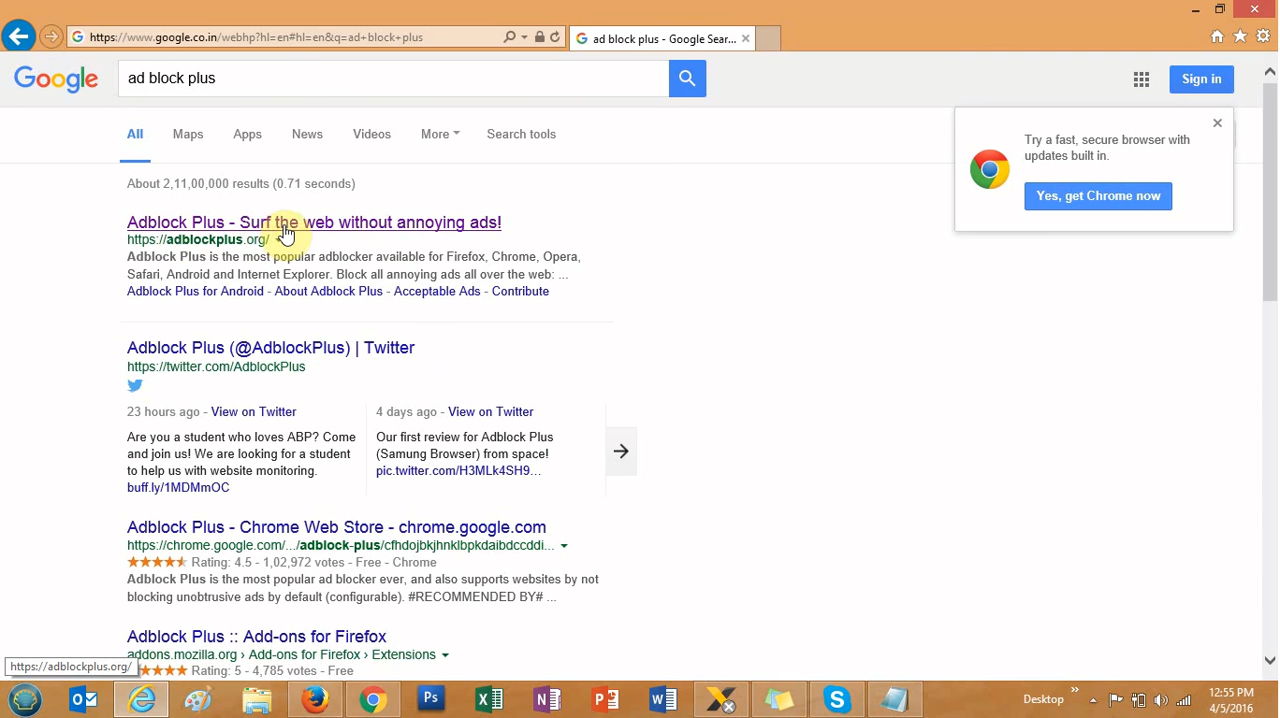 https://www.google.co.in/webhp?hl=en#hl=en&q=ad+block+plus
ad block plus - Google Sear...
Google
ad block plus
Sign in
All
Maps
Apps
News
Videos
More
Search tools
Try a fast, secure browser with
updates built in.
Yes, get Chrome now
About 2,11,00,000 results (0.71 seconds)
Adblock Plus - Surf the web without annoying ads!
https://adblockplus.org/
Adblock Plus is the most popular adblocker available for Firefox, Chrome, Opera,
Safari, Android and Internet Explorer. Block all annoying ads all over the web: ...
Adblock Plus for Android - About Adblock Plus - Acceptable Ads - Contribute
Adblock Plus (@AdblockPlus) | Twitter
https://twitter.com/AdblockPlus
23 hours ago - View on Twitter
Are you a student who loves ABP? Come
and join us! We are looking for a student
to help us with website monitoring.
buff.ly/1MDMmOC
4 days ago - View on Twitter
Our first review for Adblock Plus
(Samung Browser) from space!
pic.twitter.com/H3MLk4SH9...
Adblock Plus - Chrome Web Store - chrome.google.com
https://chrome.google.com/.../adblock-plus/cfhdojbkjhnklbpkdaibdccddi...
Rating: 4.5 - 1,02,972 votes - Free - Chrome
Adblock Plus is the most popular ad blocker ever, and also supports websites by not
blocking unobtrusive ads by default (configurable). #RECOMMENDED BY# ...
Adblock Plus :: Add-ons for Firefox
addons.mozilla.org › Add-ons for Firefox › Extensions
https://adblockplus.org/
Rating: 5 - 4,785 votes - Free
Ps
Desktop
12:55 PM
4/5/2016